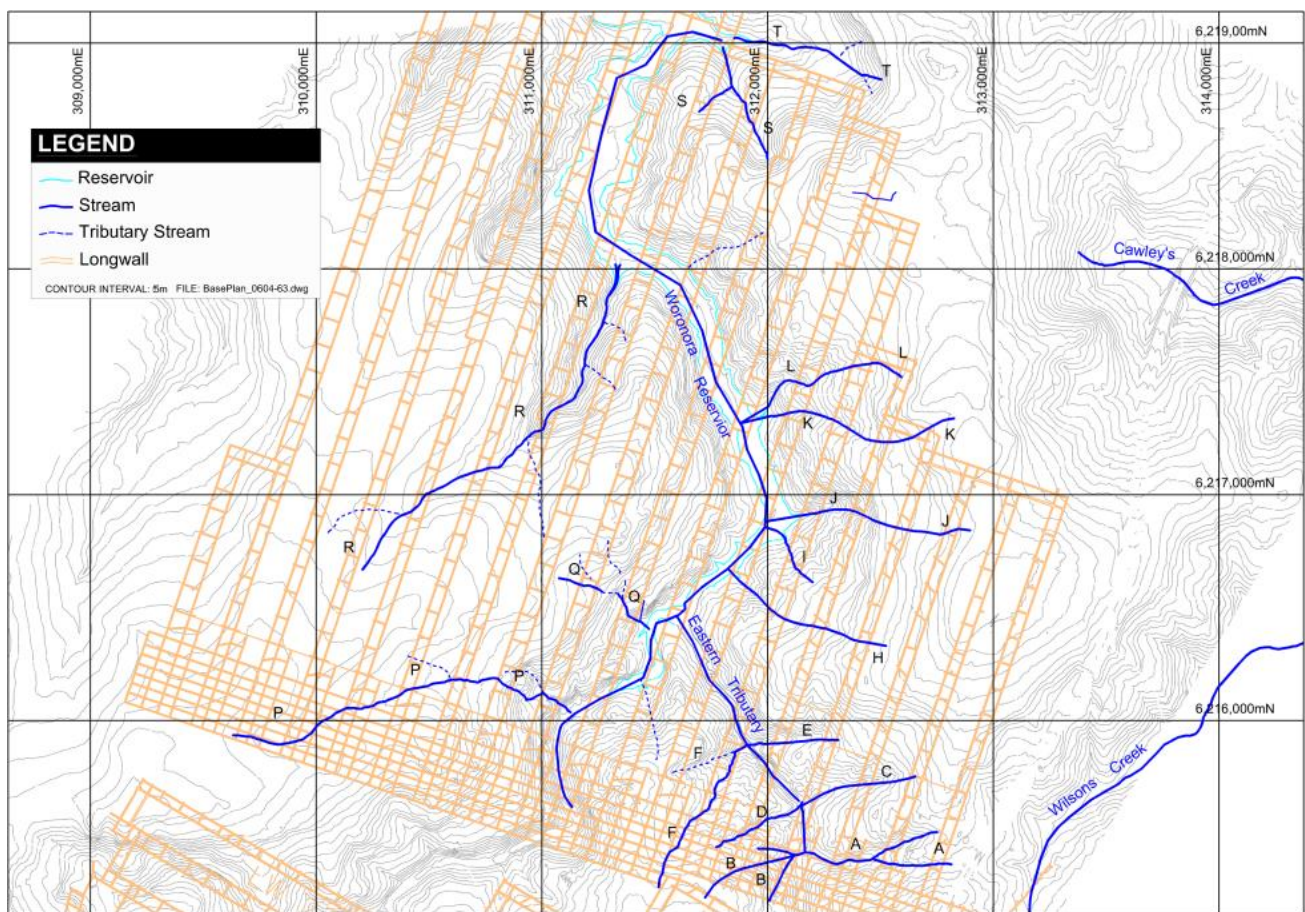 309,000mE
310,000mE
311,000mE
312,000mE
313,000mE
314,000mE
6,219,00mN
T
T
S
S
LEGEND
Reservoir
Stream
Tributary Stream
Longwall
CONTOUR INTERVAL: 5m FILE: BasePlan_0604-63.dwg
Cawley's
Creek
6,218,000mN
R
Woronora
Reservior
L
L
K
K
R
6,217,000mN
J
J
R
I
Q
Q
Eastern
Tributary
H
P
P
P
6,216,000mN
E
F
C
Wilsons Creek
D
F
A
A
B
B